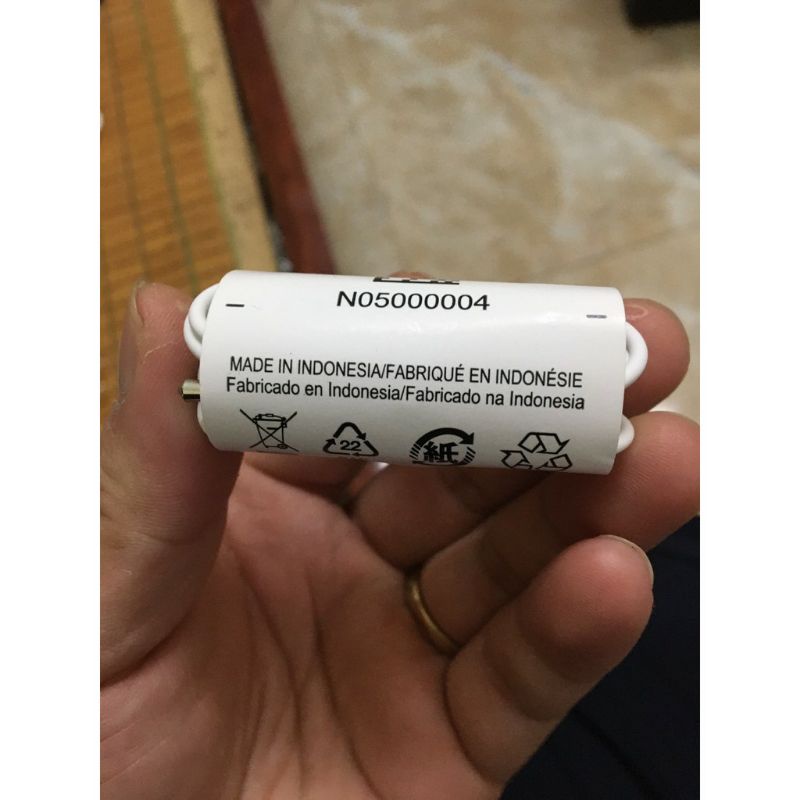 N05000004
MADE IN INDONESIA/FABRIQUÉ EN INDONÉSIE
Fabricado en Indonesia/Fabricado na Indonesia
22
紙